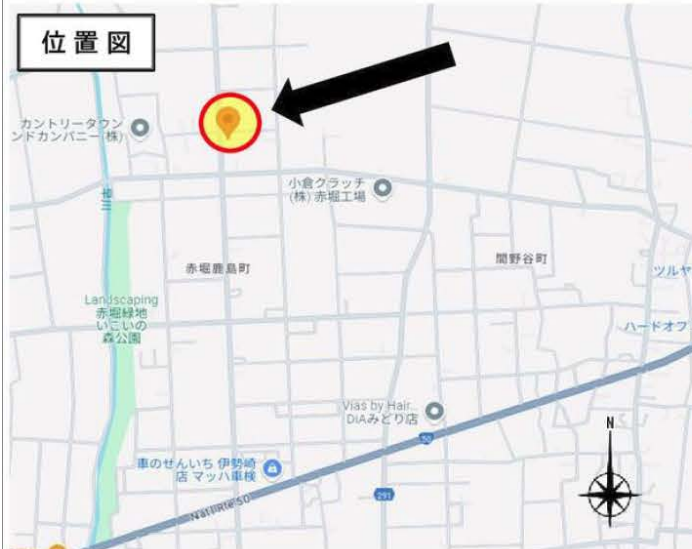 位置図
カントリータウン
ンドカンパニー(株)
小倉クラッチ
(株)赤堀工場
赤堀鹿島町
間野谷町
ツルヤ
Landscaping
赤堀緑地
いこいの
森公園
ハードオフ
Vias by Hair...
DiAみどり店
50
N
車のせんいち 伊勢崎
店 マッハ車検
291
Natl Rte 50